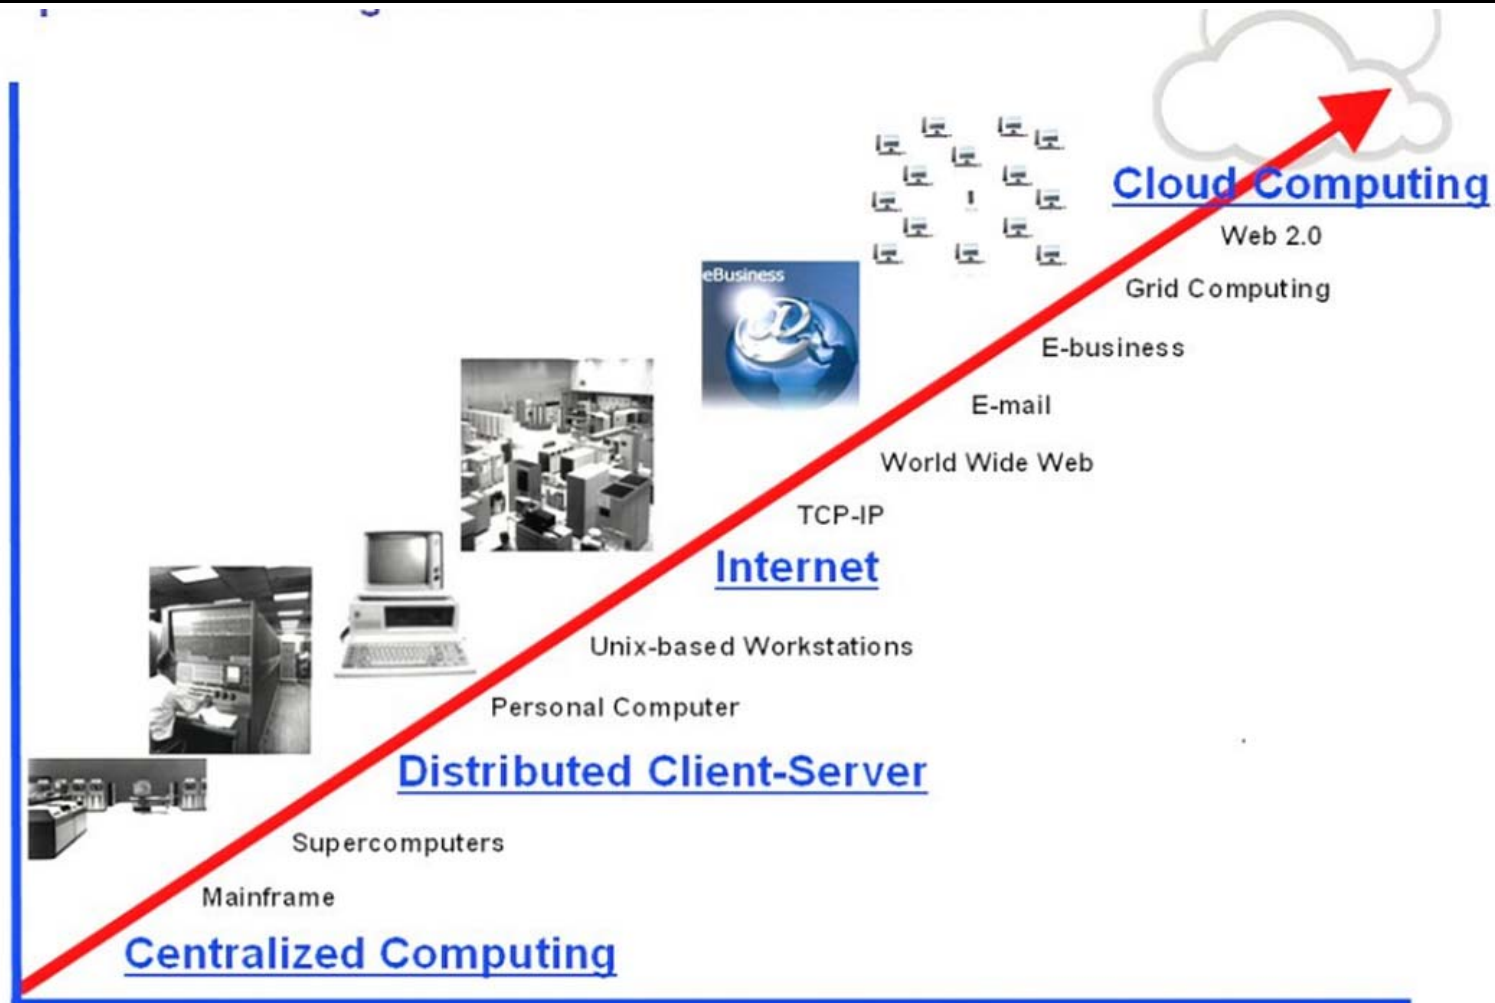 Cloud Computing
Web 2.0
eBusiness
Grid Computing
E-business
E-mail
World Wide Web
TCP-IP
Internet
Unix-based Workstations
Personal Computer
Distributed Client-Server
Supercomputers
Mainframe
Centralized Computing